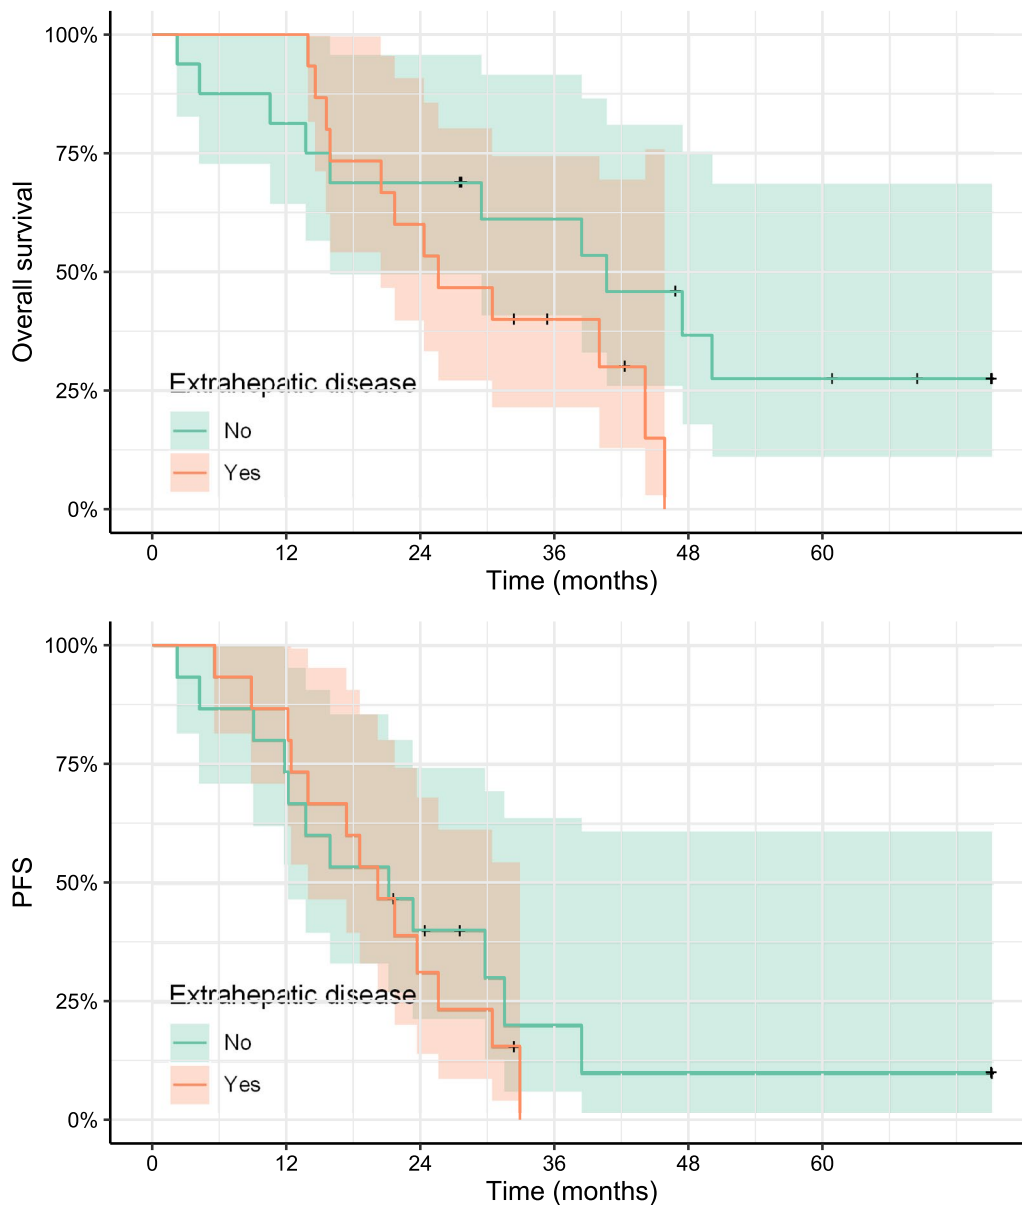 100%
75%
50%
25%
0%
Overall survival
Extrahepatic disease
No
Yes
0 12 24 36 48 60
Time (months)
100%
75%
50%
25%
0%
PFS
Extrahepatic disease
No
Yes
0 12 24 36 48 60
Time (months)